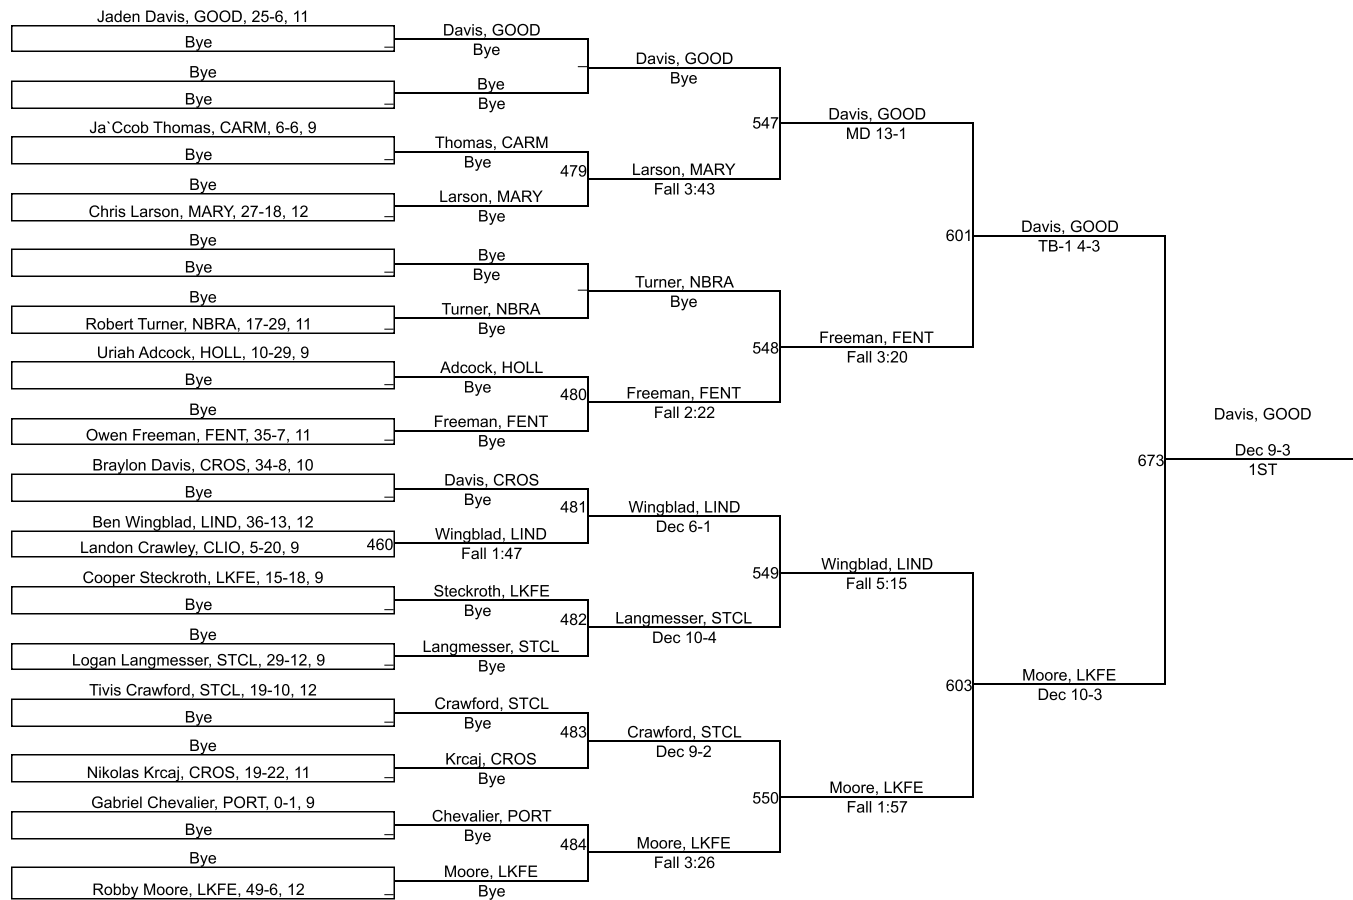 Jaden Davis, GOOD, 25-6, 11
Bye
Bye
Bye
Ja`Ccob Thomas, CARM, 6-6, 9
Bye
Bye
Chris Larson, MARY, 27-18, 12
Bye
Bye
Bye
Robert Turner, NBRA, 17-29, 11
Uriah Adcock, HOLL, 10-29, 9
Bye
Bye
Owen Freeman, FENT, 35-7, 11
Braylon Davis, CROS, 34-8, 10
Bye
Ben Wingblad, LIND, 36-13, 12
Landon Crawley, CLIO, 5-20, 9
460
Cooper Steckroth, LKFE, 15-18, 9
Bye
Bye
Logan Langmesser, STCL, 29-12, 9
Tivis Crawford, STCL, 19-10, 12
Bye
Bye
Nikolas Krcaj, CROS, 19-22, 11
Gabriel Chevalier, PORT, 0-1, 9
Bye
Bye
Robby Moore, LKFE, 49-6, 12
Davis, GOOD
Bye
Bye
Bye
Thomas, CARM
Bye
479
Larson, MARY
Bye
Bye
Bye
Turner, NBRA
Bye
Adcock, HOLL
Bye
480
Freeman, FENT
Bye
Davis, CROS
Bye
481
Wingblad, LIND
Fall 1:47
Steckroth, LKFE
Bye
482
Langmesser, STCL
Bye
Crawford, STCL
Bye
483
Krcaj, CROS
Bye
Chevalier, PORT
Bye
484
Moore, LKFE
Bye
Davis, GOOD
Bye
547
Larson, MARY
Fall 3:43
Turner, NBRA
Bye
548
Freeman, FENT
Fall 2:22
Wingblad, LIND
Dec 6-1
549
Langmesser, STCL
Dec 10-4
Crawford, STCL
Dec 9-2
550
Moore, LKFE
Fall 3:26
Davis, GOOD
MD 13-1
601
Freeman, FENT
Fall 3:20
Wingblad, LIND
Fall 5:15
603
Moore, LKFE
Fall 1:57
Davis, GOOD
TB-1 4-3
673
Moore, LKFE
Dec 10-3
Davis, GOOD
Dec 9-3
1ST